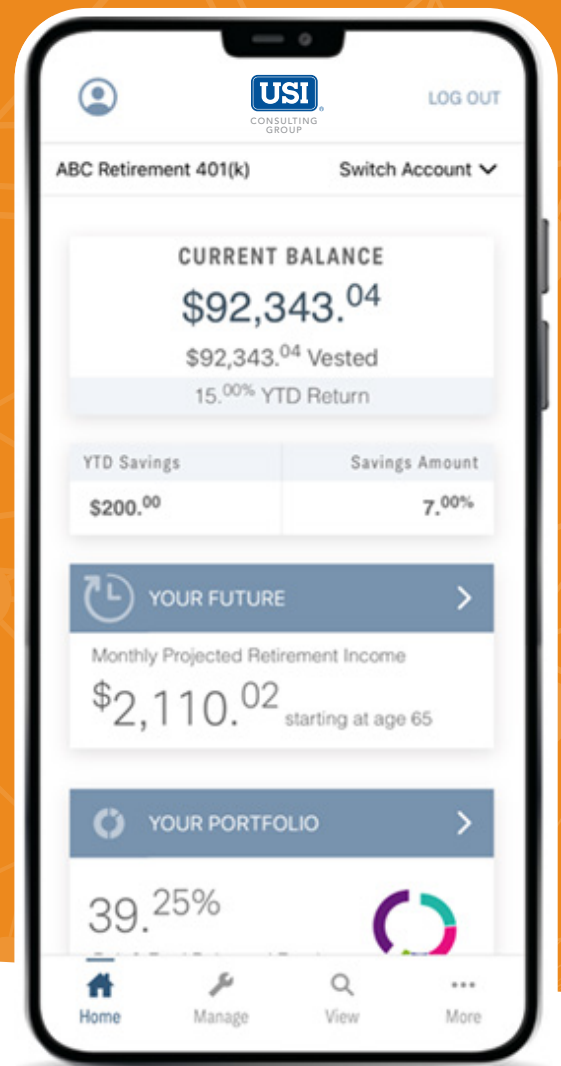 USI
CONSULTING
GROUP
LOG OUT
ABC Retirement 401(k) Switch Account
CURRENT BALANCE
$92,343.04
$92,343.04 Vested
15.00% YTD Return
YTD Savings Savings Amount
$200.00 7.00%
YOUR FUTURE
Monthly Projected Retirement Income
$2,110.02 starting at age 65
YOUR PORTFOLIO
39.25%
Home Manage View More